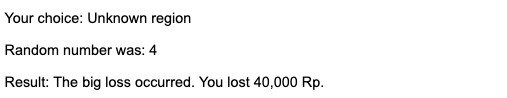 Your choice: Unknown region
Random number was: 4
Result: The big loss occurred. You lost 40,000 Rp.